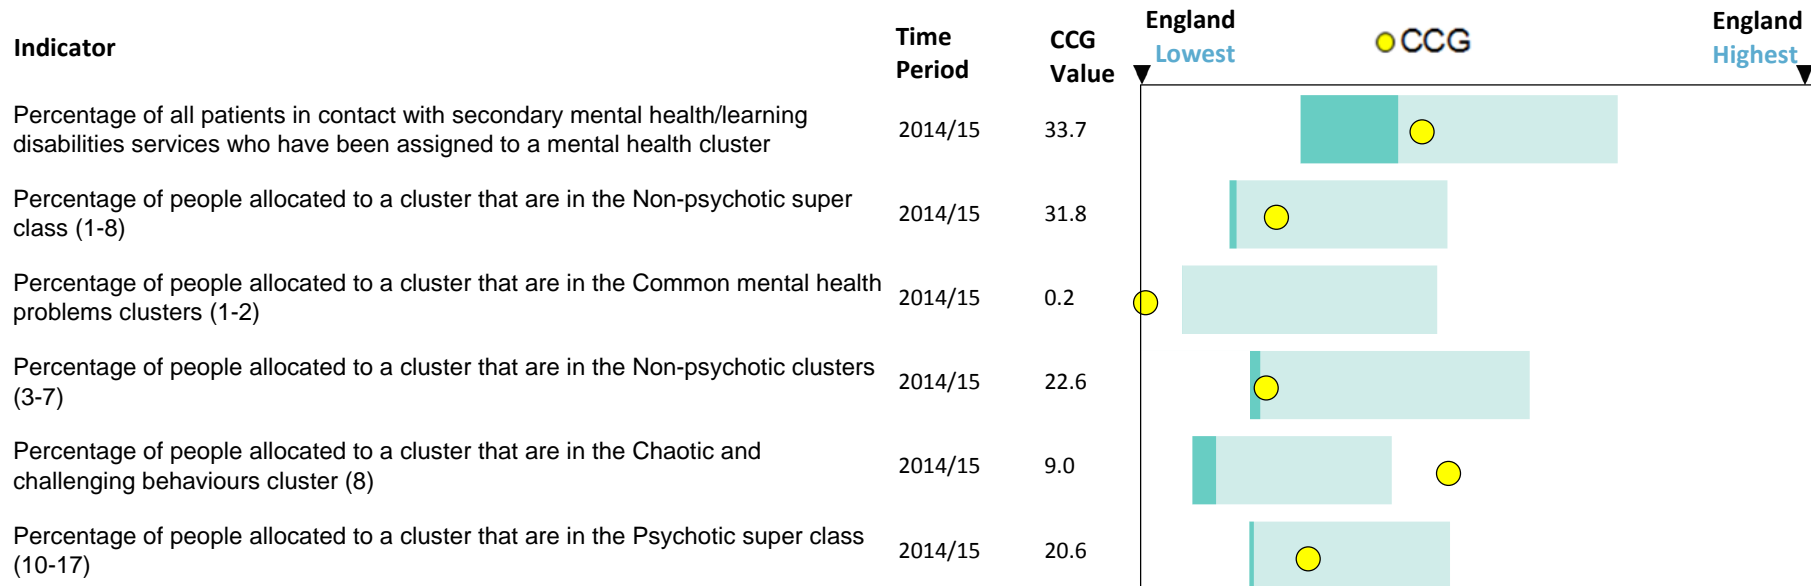 Indicator
Time
Period
CCG
Value
England
Lowest
CCG
England
Highest
Percentage of all patients in contact with secondary mental health/learning
disabilities services who have been assigned to a mental health cluster
2014/15
33.7
Percentage of people allocated to a cluster that are in the Non-psychotic super
class (1-8)
2014/15
31.8
Percentage of people allocated to a cluster that are in the Common mental health
problems clusters (1-2)
2014/15
0.2
Percentage of people allocated to a cluster that are in the Non-psychotic clusters
(3-7)
2014/15
22.6
Percentage of people allocated to a cluster that are in the Chaotic and
challenging behaviours cluster (8)
2014/15
9.0
Percentage of people allocated to a cluster that are in the Psychotic super class
(10-17)
2014/15
20.6